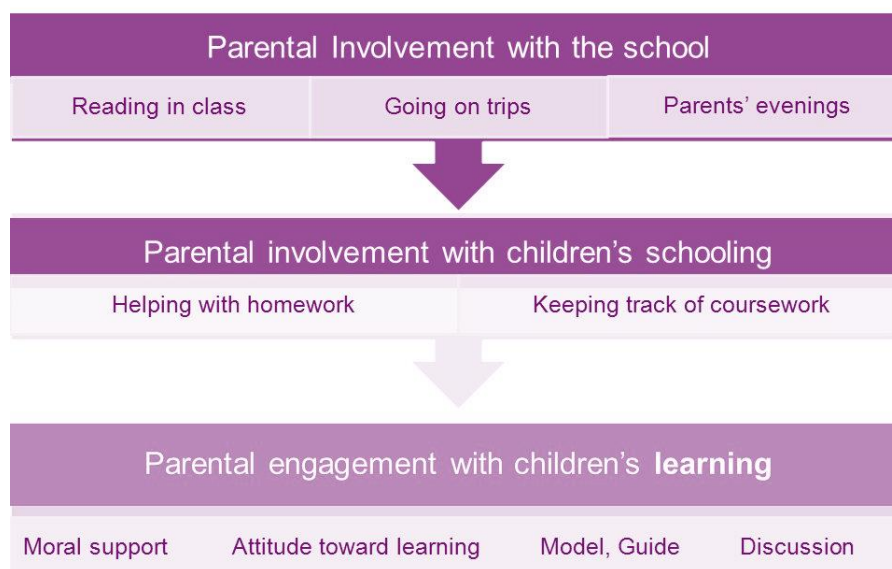 Parental Involvement with the school
Reading in class Going on trips Parents’ evenings
Parental involvement with children’s schooling
Helping with homework Keeping track of coursework
Parental engagement with children’s learning
Moral support Attitude toward learning Model, Guide Discussion